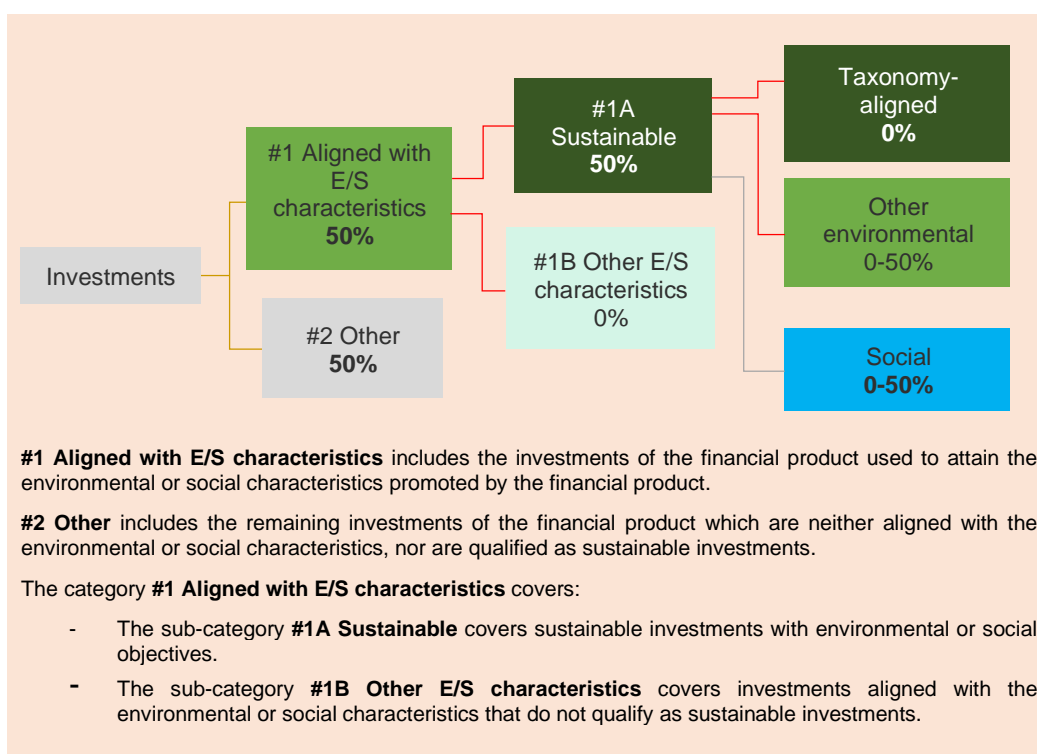 Investments
#1 Aligned with
E/S
characteristics
50%
#2 Other
50%
#1A
Sustainable
50%
#1B Other E/S
characteristics
0%
Taxonomy-
aligned
0%
Other
environmental
0-50%
Social
0-50%
#1 Aligned with E/S characteristics includes the investments of the financial product used to attain the
environmental or social characteristics promoted by the financial product.
#2 Other includes the remaining investments of the financial product which are neither aligned with the
environmental or social characteristics, nor are qualified as sustainable investments.
The category #1 Aligned with E/S characteristics covers:
- The sub-category #1A Sustainable covers sustainable investments with environmental or social
objectives.
- The sub-category #1B Other E/S characteristics covers investments aligned with the
environmental or social characteristics that do not qualify as sustainable investments.